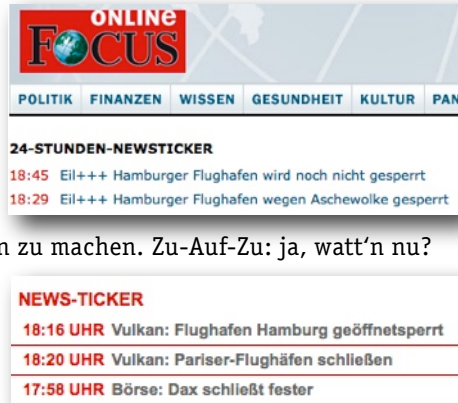 ONLINE
FOCUS
POLITIK FINANZEN WISSEN GESUNDHEIT KULTUR PAN
24-STUNDEN-NEWSTICKER
18:45 Eil+++ Hamburger Flughafen wird noch nicht gesperrt
18:29 Eil+++ Hamburger Flughafen wegen Aschewolke gesperrt
n zu machen. Zu-Auf-Zu: ja, watt‘n nu?
NEWS-TICKER
18:16 UHR Vulkan: Flughafen Hamburg geöffnetsperrt
18:20 UHR Vulkan: Pariser-Flughäfen schließen
17:58 UHR Börse: Dax schließt fester